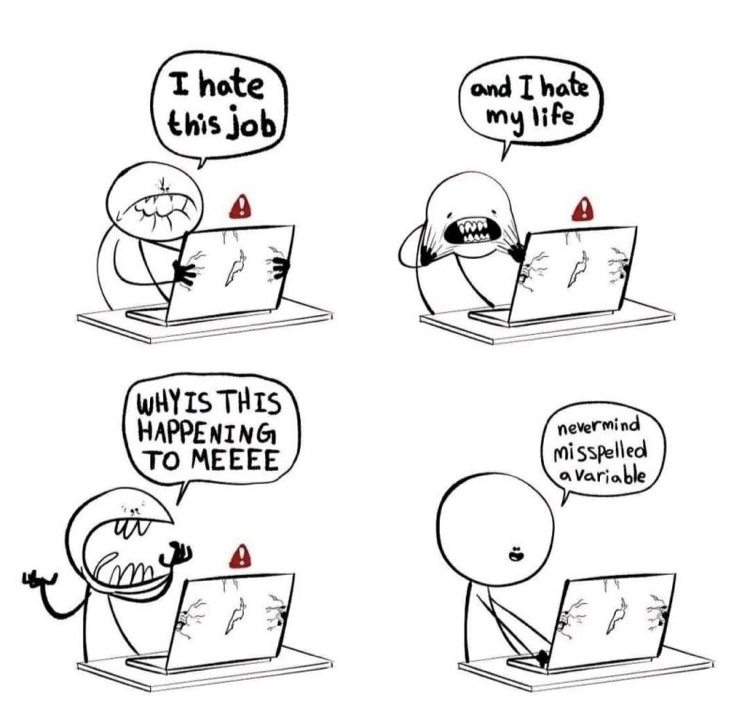 I hate
this job
and I hate
my life
WHY IS THIS
HAPPENING
TO MEEEE
nevermind
misspelled
a variable